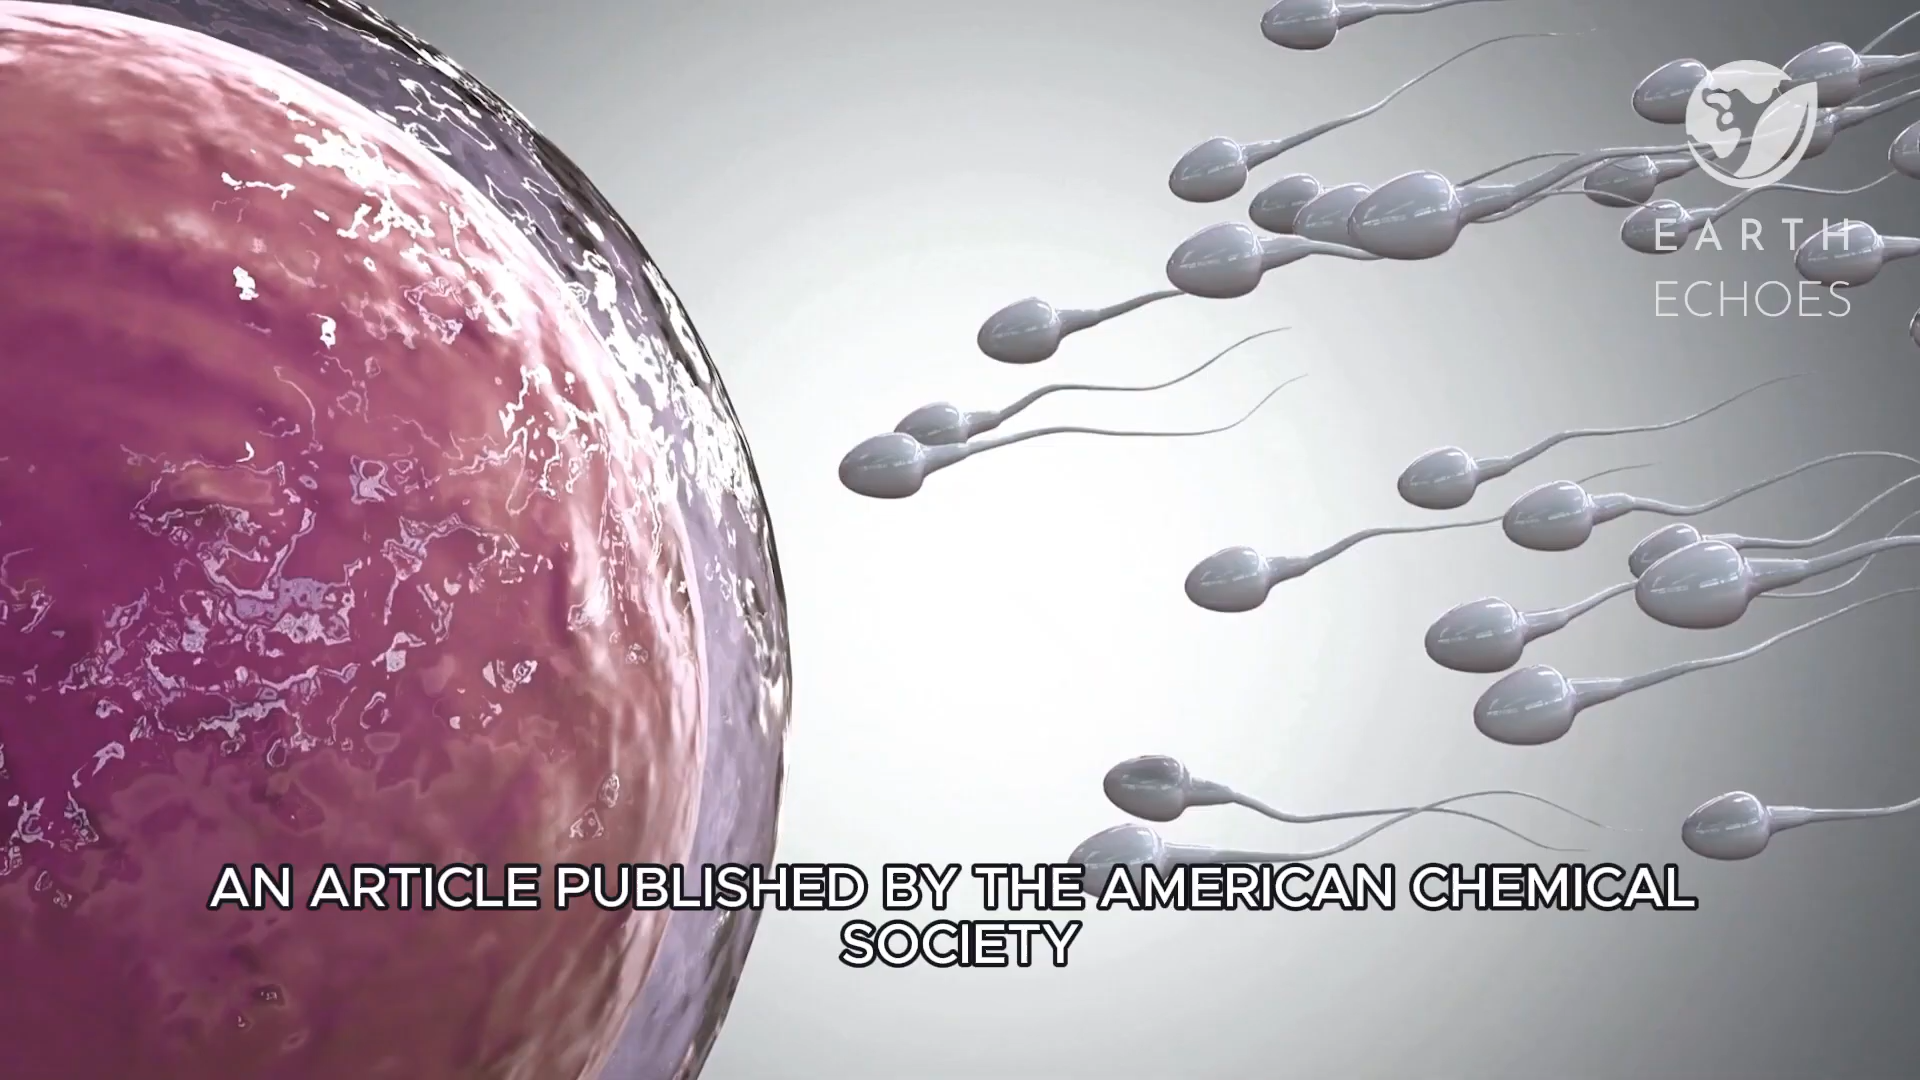 EARTH
ECHOES
AN ARTICLE PUBLISHED BY THE AMERICAN CHEMICAL
SOCIETY